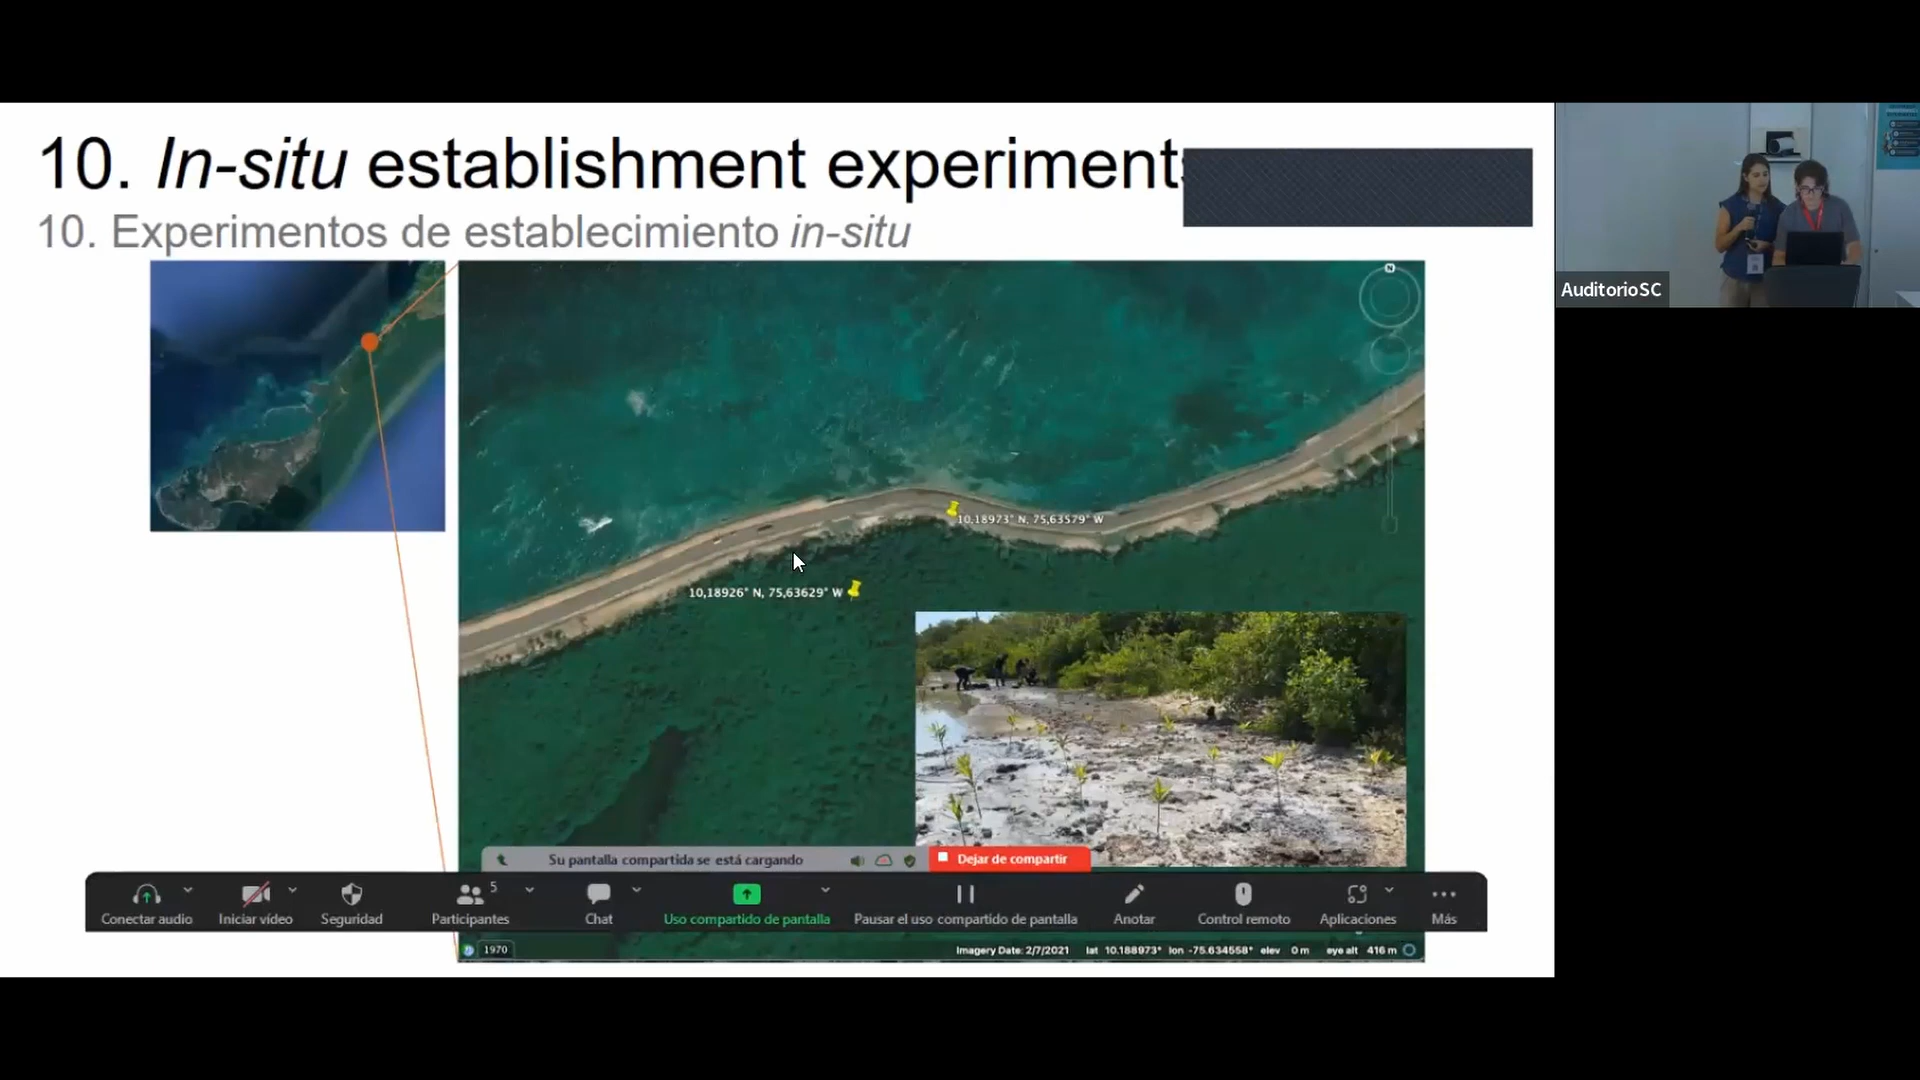 10. In-situ establishment experiments
10. Experimentos de establecimiento in-situ
AuditorioSC
N
10,18973° N, 75,63579° W
10,18926° N, 75,63629° W
Su pantalla compartida se está cargando
Dejar de compartir
Conectar audio
Iniciar vídeo
Seguridad
Participantes
5
Chat
Uso compartido de pantalla
Pausar el uso compartido de pantalla
Anotar
Control remoto
Aplicaciones
Más
1970
Imagery Date: 2/7/2021 lat 10.188973° lon -75.634558° elev 0 m eye alt 416 m